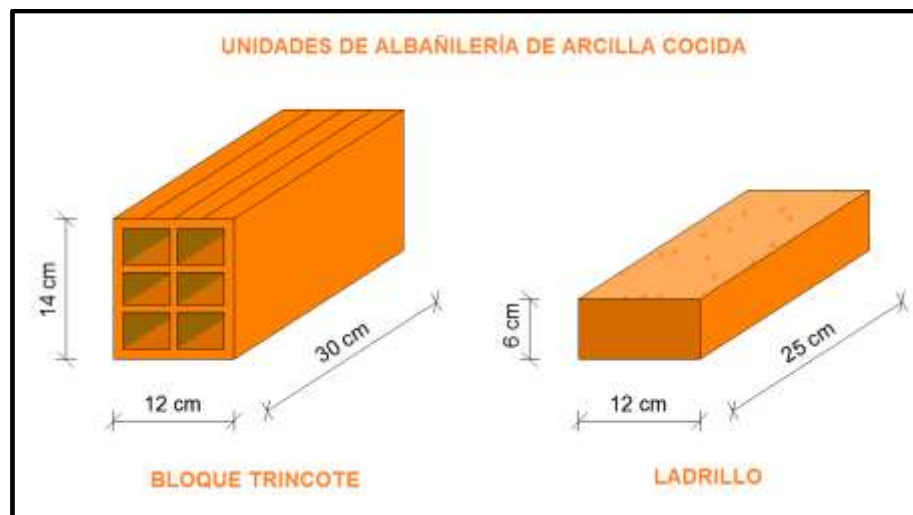 UNIDADES DE ALBAÑILERÍA DE ARCILLA COCIDA
14 cm
12 cm
30 cm
6 cm
12 cm
25 cm
BLOQUE TRINCOTE
LADRILLO